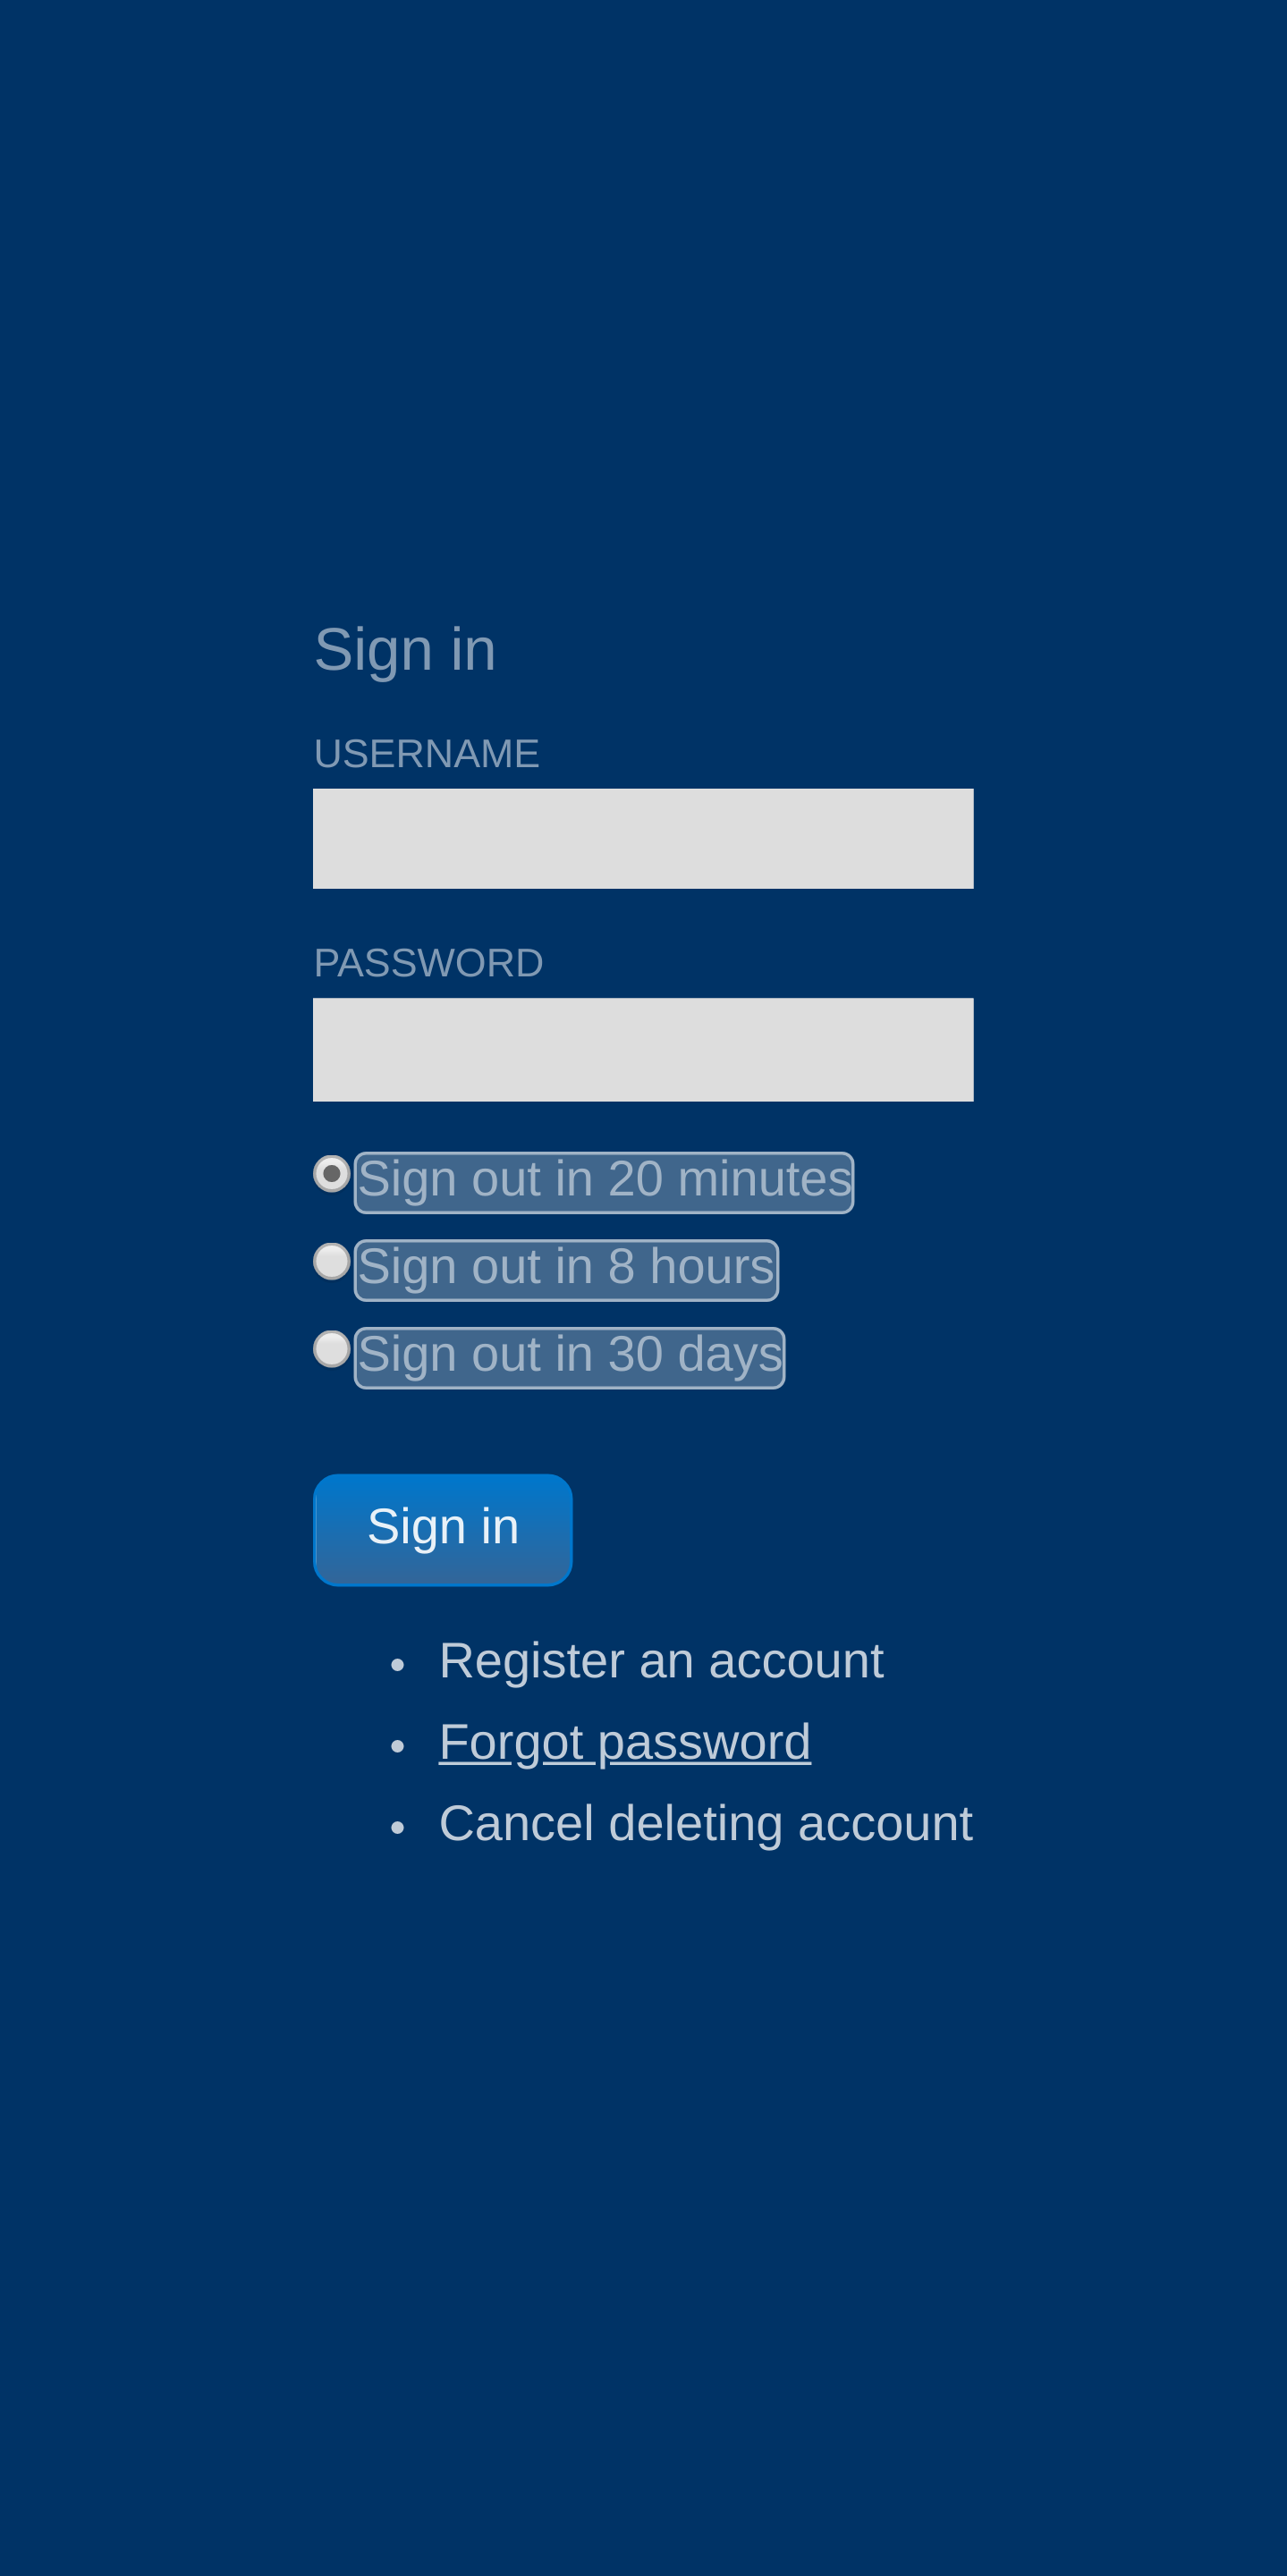 Sign in
USERNAME
PASSWORD
Sign out in 20 minutes
Sign out in 8 hours
Sign out in 30 days
Sign in
Register an account
Forgot password
Cancel deleting account